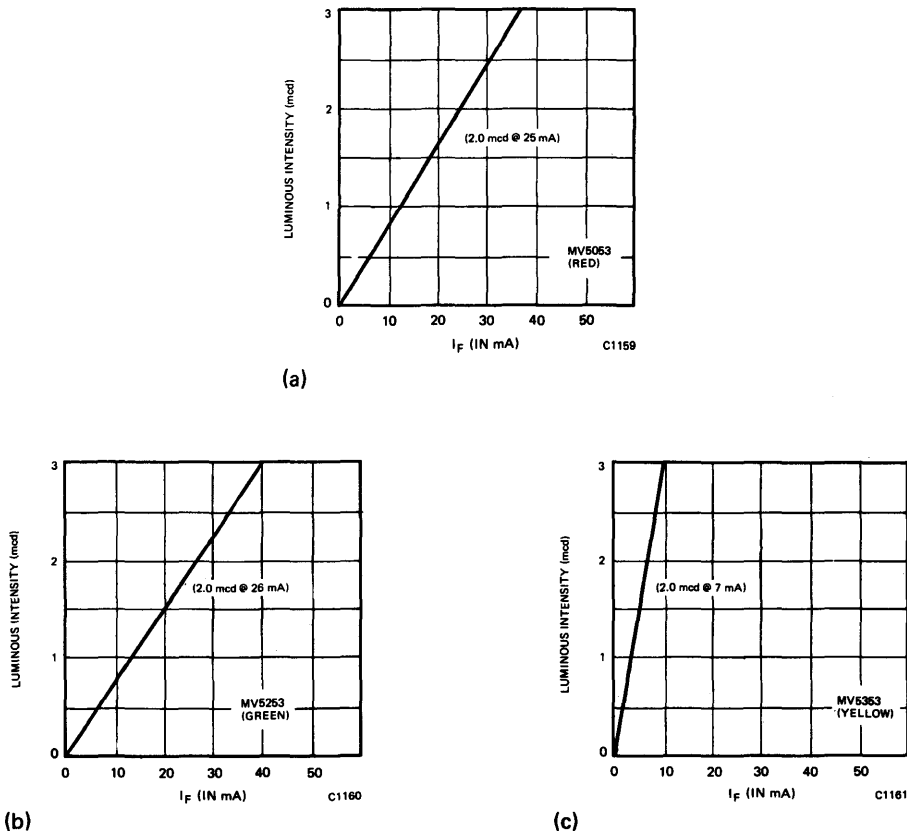 LUMINOUS INTENSITY (mcd)
3
2
1
0
(2.0 mcd @ 25 mA)
MV5053
(RED)
0 10 20 30 40 50
I_F (IN mA)
C1159
(a)
LUMINOUS INTENSITY (mcd)
3
2
1
0
(2.0 mcd @ 26 mA)
MV5253
(GREEN)
0 10 20 30 40 50
I_F (IN mA)
C1160
(b)
LUMINOUS INTENSITY (mcd)
3
2
1
0
(2.0 mcd @ 7 mA)
MV5353
(YELLOW)
0 10 20 30 40 50
I_F (IN mA)
C1161
(c)